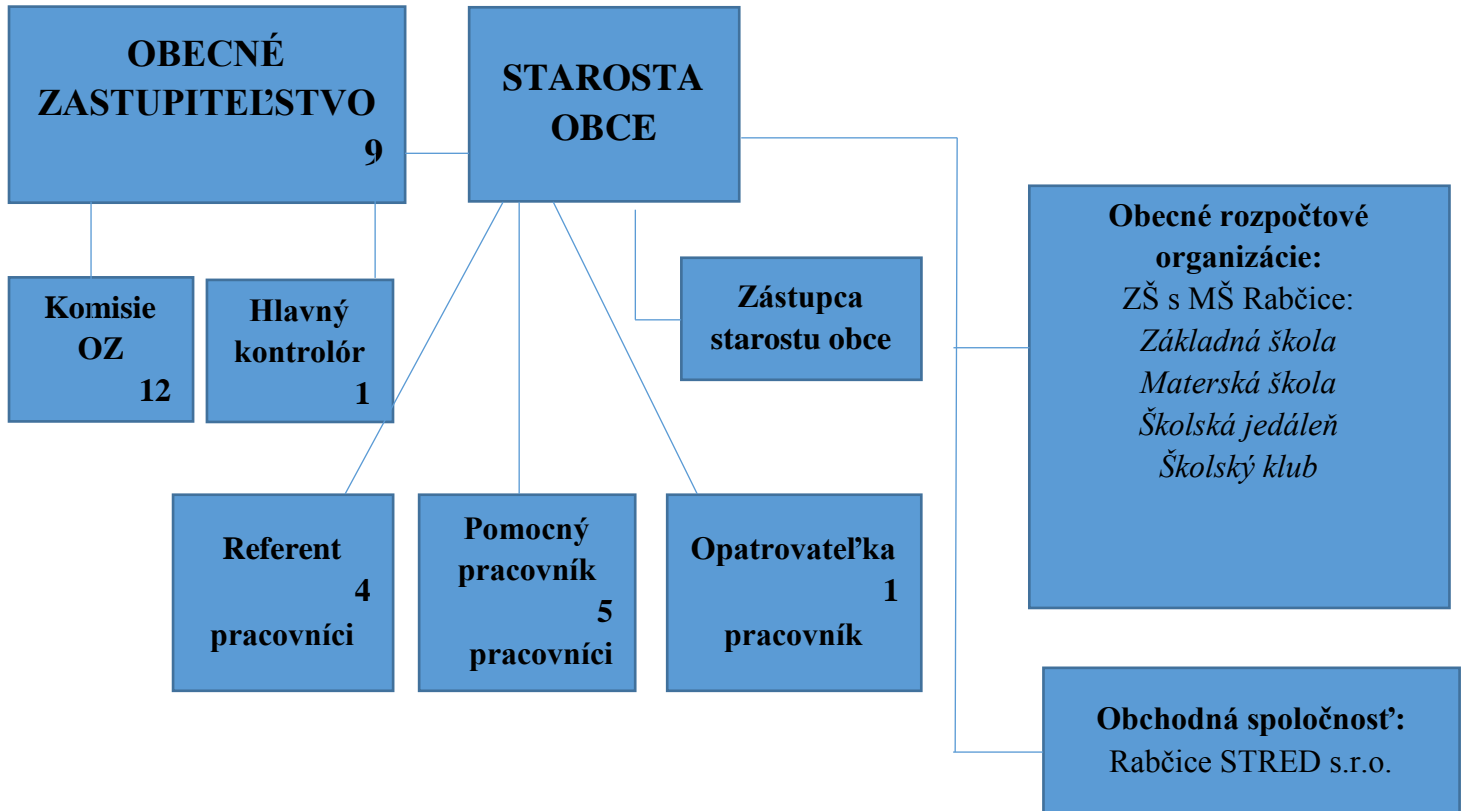 OBECNÉ
ZASTUPITEĽSTVO
9
STAROSTA
OBCE
Komisie
OZ
12
Hlavný
kontrolór
1
Zástupca
starostu obce
Obecné rozpočtové
organizácie:
ZŠ s MŠ Rabčice:
Základná škola
Materská škola
Školská jedáleň
Školský klub
Referent
4
pracovníci
Pomocný
pracovník
5
pracovníci
Opatrovateľka
1
pracovník
Obchodná spoločnosť:
Rabčice STRED s.r.o.